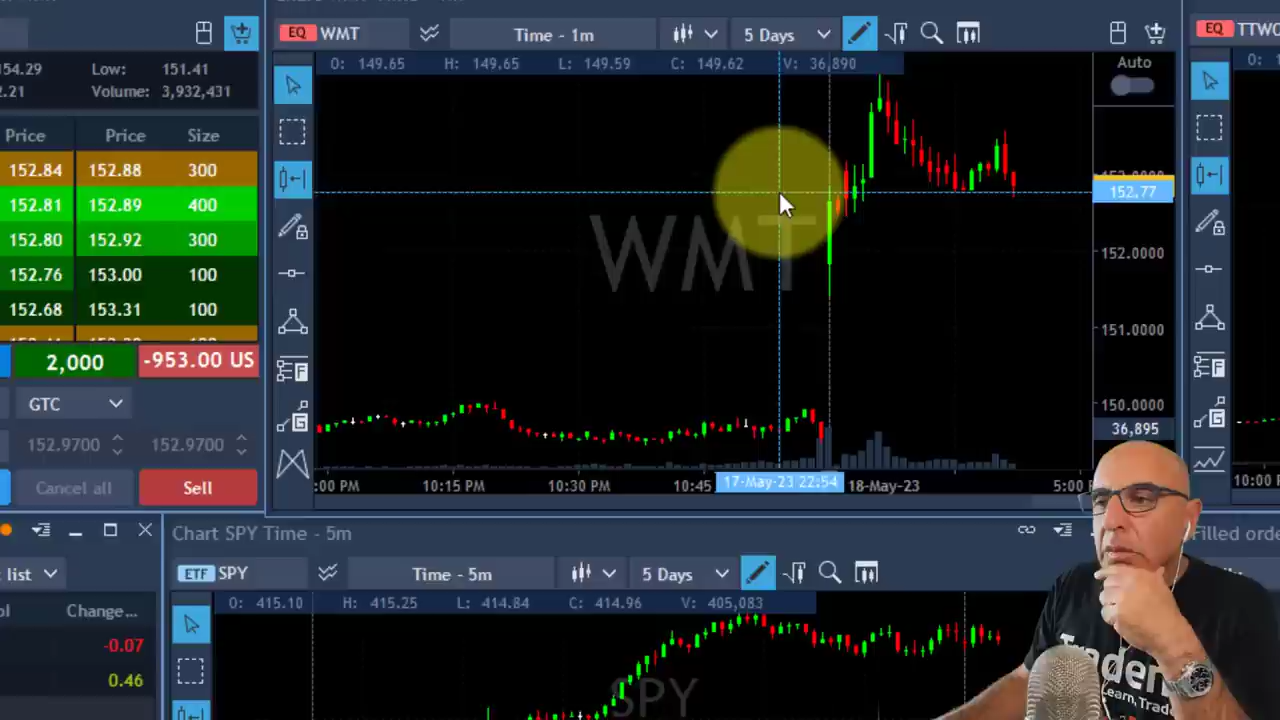 154.29
Low: 151.41
2.21
Volume: 3,932,431
Price Price Size
152.84 152.88 300
152.81 152.89 400
152.80 152.92 300
152.76 153.00 100
152.68 153.31 100
2,000 -953.00 US
GTC
152.9700 152.9700
Cancel all Sell
EQ WMT Time - 1m 5 Days
O: 149.65 H: 149.65 L: 149.59 C: 149.62 V: 36,890
Auto
WMT
152.77
152.0000
151.0000
150.0000
36,895
:00 PM 10:15 PM 10:30 PM 10:45 17-May-23 22:54 18-May-23 5:00
F
G
EQ TTWO
O:
F
G
10:00
list
Change...
-0.07
0.46
Chart SPY Time - 5m
ETF SPY Time - 5m 5 Days
O: 415.10 H: 415.25 L: 414.84 C: 414.96 V: 405,083
SPY
Filled orde
Learn, Trade